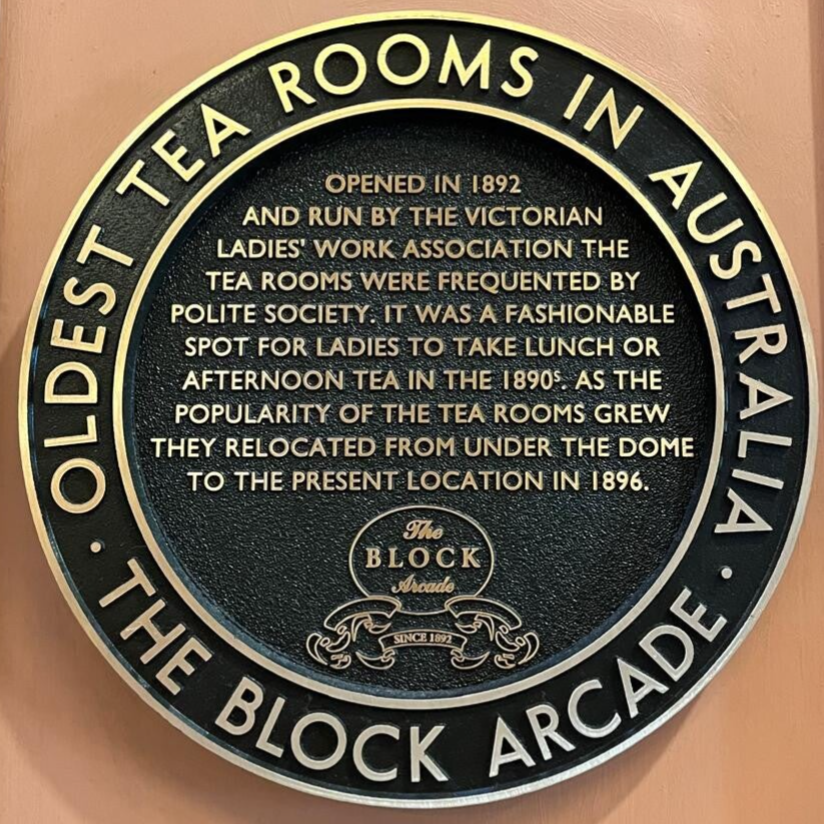 OLDEST TEA ROOMS IN AUSTRALIA
OPENED IN 1892
AND RUN BY THE VICTORIAN
LADIES' WORK ASSOCIATION THE
TEA ROOMS WERE FREQUENTED BY
POLITE SOCIETY. IT WAS A FASHIONABLE
SPOT FOR LADIES TO TAKE LUNCH OR
AFTERNOON TEA IN THE 1890ˢ. AS THE
POPULARITY OF THE TEA ROOMS GREW
THEY RELOCATED FROM UNDER THE DOME
TO THE PRESENT LOCATION IN 1896.
The
BLOCK
Arcade
SINCE 1892
· THE BLOCK ARCADE ·